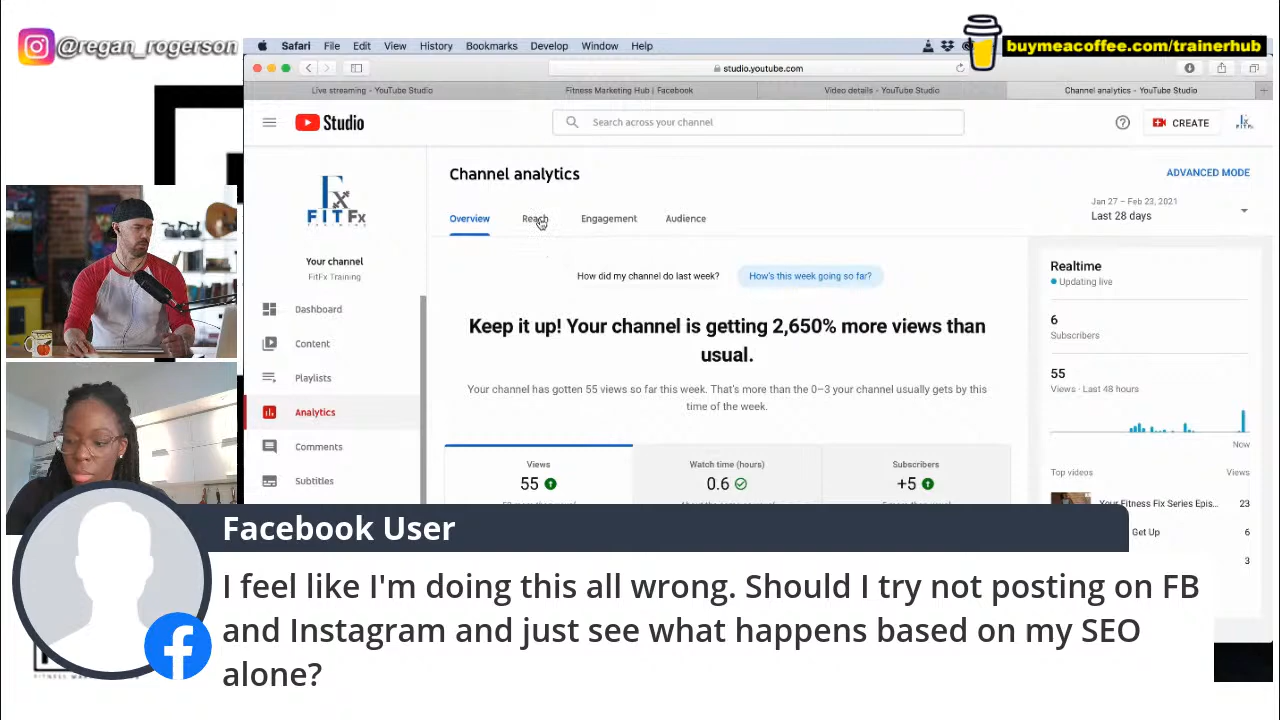 @regan_rogerson
buymeacoffee.com/trainerhub
Safari File Edit View History Bookmarks Develop Window Help
studio.youtube.com
Live streaming - YouTube Studio
Fitness Marketing Hub | Facebook
Video details - YouTube Studio
Channel analytics - YouTube Studio
Studio
Search across your channel
CREATE
FITFX
Your channel
FitFx Training
Dashboard
Content
Playlists
Analytics
Comments
Subtitles
Channel analytics
ADVANCED MODE
Overview Reach Engagement Audience
Jan 27 – Feb 23, 2021
Last 28 days
How did my channel do last week?
How's this week going so far?
Keep it up! Your channel is getting 2,650% more views than
usual.
Your channel has gotten 55 views so far this week. That's more than the 0–3 your channel usually gets by this
time of the week.
Views
55
Watch time (hours)
0.6
Subscribers
+5
Realtime
Updating live
6
Subscribers
55
Views · Last 48 hours
Now
Top videos Views
Your Fitness Fix Series Epis... 23
Get Up 6
3
Facebook User
I feel like I'm doing this all wrong. Should I try not posting on FB
and Instagram and just see what happens based on my SEO
alone?